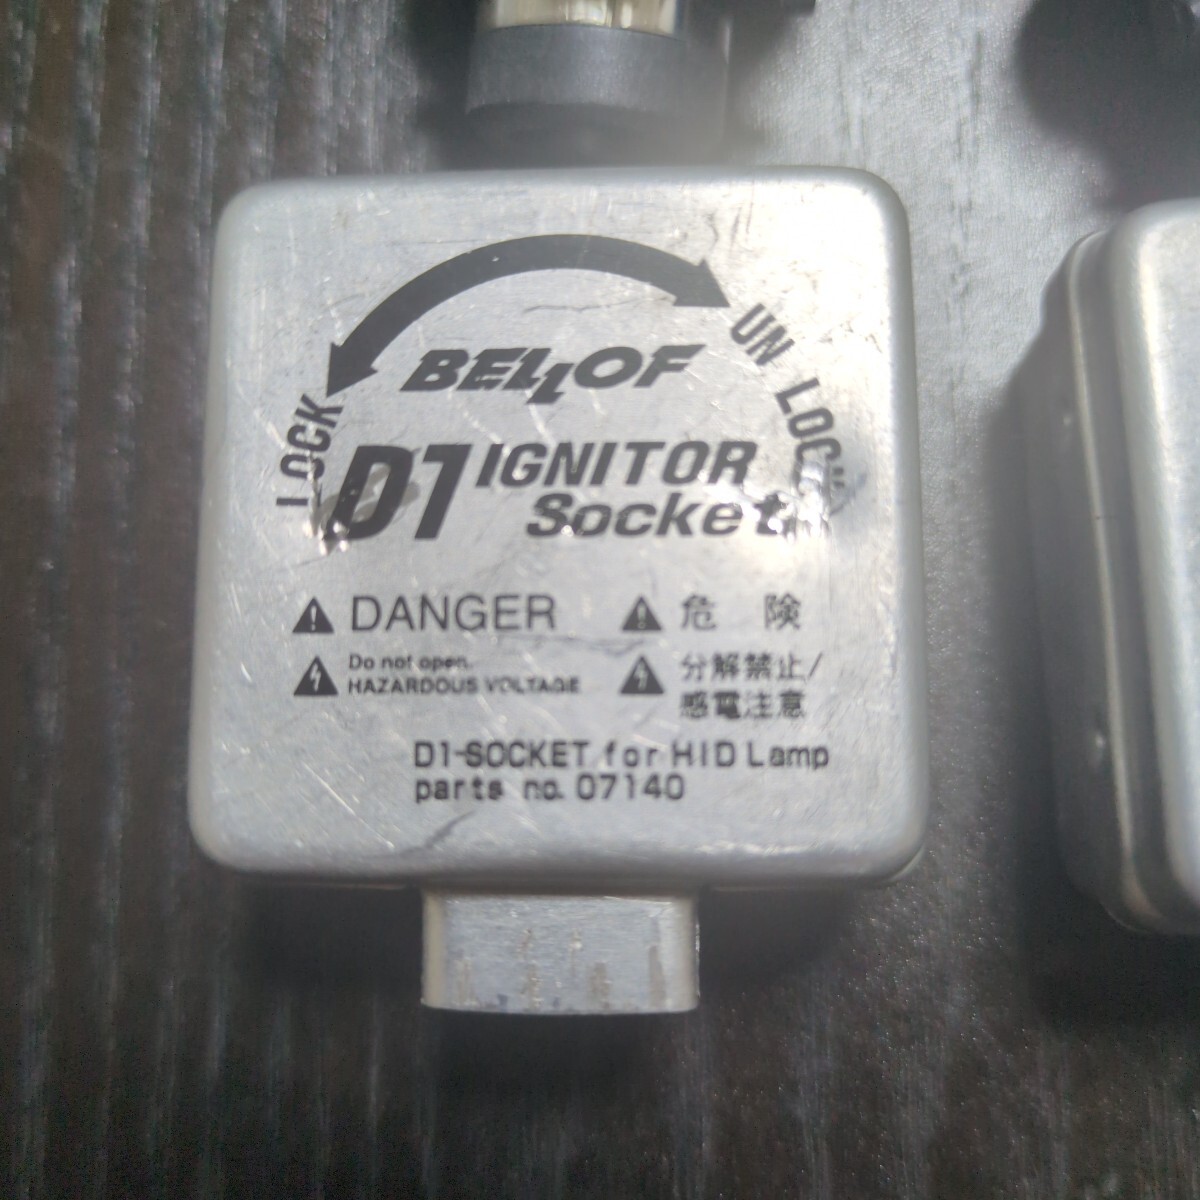 LOCK
UN LOCK
BELLOF
D1 IGNITOR
Socket
DANGER
Do not open.
HAZARDOUS VOLTAGE
危 険
分解禁止/
感電注意
D1-SOCKET for HID Lamp
parts no. 07140